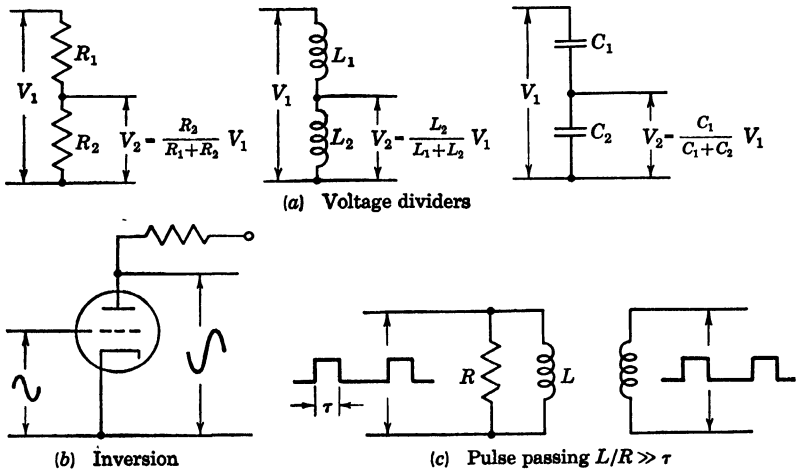 V₁
R₁
R₂
V₂ = R₂/(R₁+R₂) V₁
V₁
L₁
L₂
V₂ = L₂/(L₁+L₂) V₁
V₁
C₁
C₂
V₂ = C₁/(C₁+C₂) V₁
(a) Voltage dividers
τ
R
L
(b) Inversion
(c) Pulse passing L/R ≫ τ